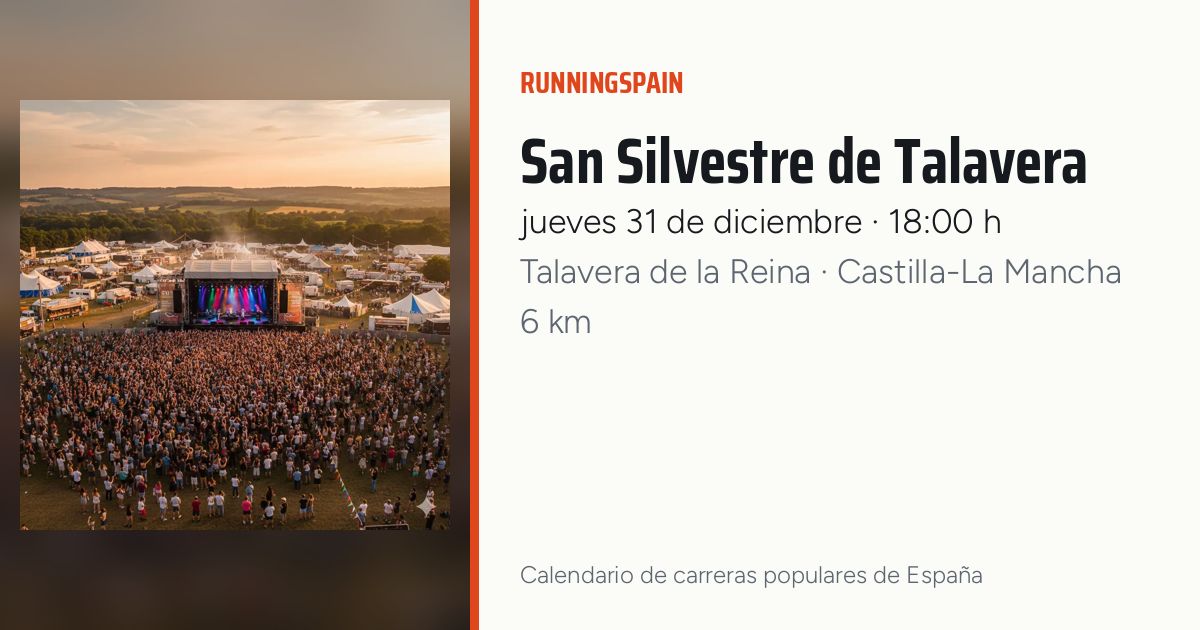 RUNNINGSPAIN
San Silvestre de Talavera
jueves 31 de diciembre · 18:00 h
Talavera de la Reina · Castilla-La Mancha
6 km
Calendario de carreras populares de España